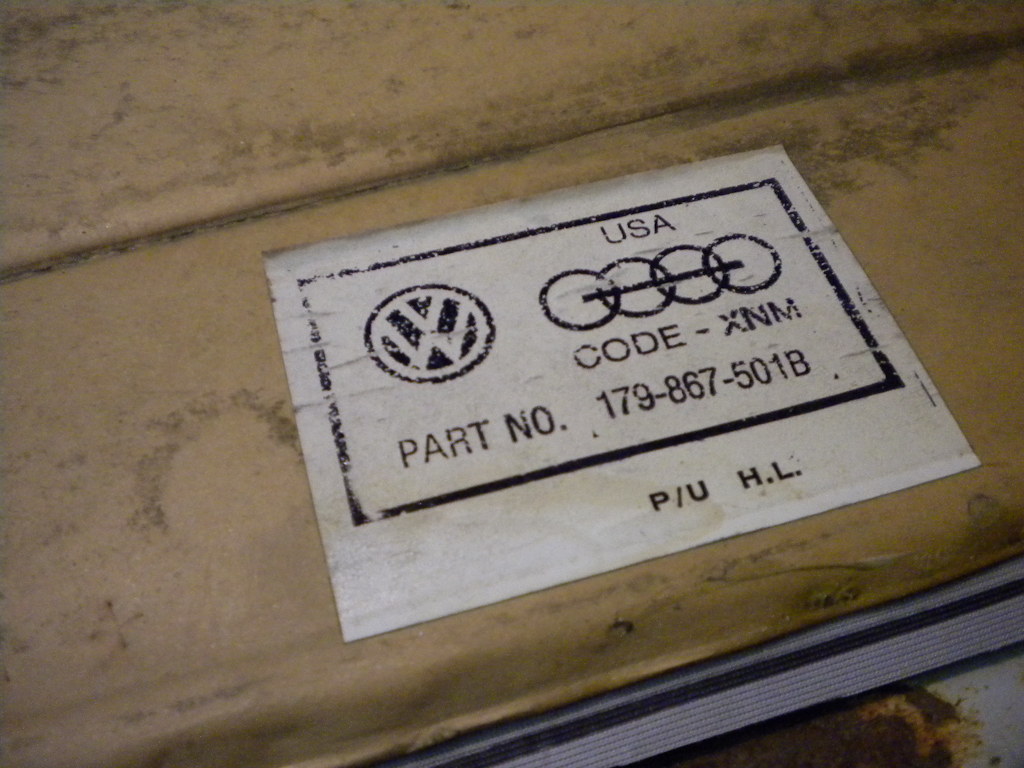 USA
CODE - XNM
PART NO. 179-867-501B
P/U H.L.